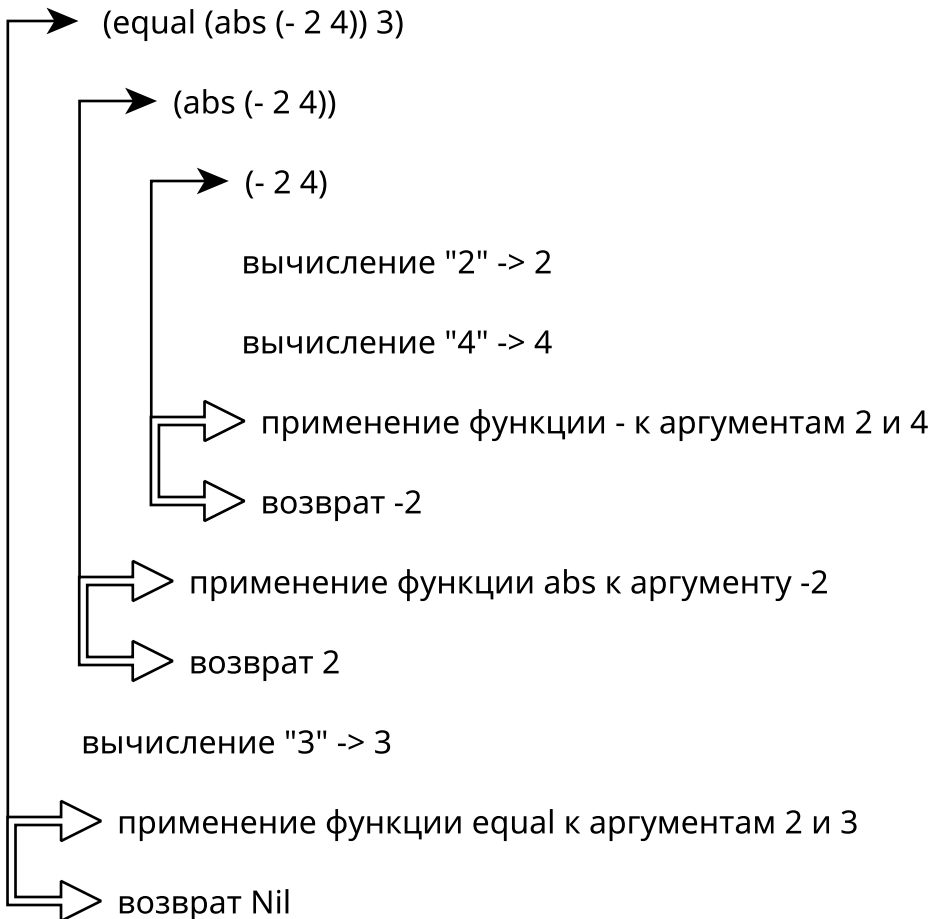 (equal (abs (- 2 4)) 3)
(abs (- 2 4))
(- 2 4)
вычисление "2" -> 2
вычисление "4" -> 4
применение функции - к аргументам 2 и 4
возврат -2
применение функции abs к аргументу -2
возврат 2
вычисление "3" -> 3
применение функции equal к аргументам 2 и 3
возврат Nil